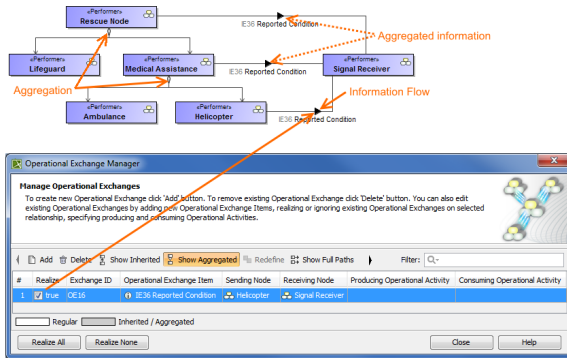 «Performer»
Rescue Node
IE36 Reported Condition
Aggregated information
«Performer»
Lifeguard
«Performer»
Medical Assistance
IE36 Reported Condition
«Performer»
Signal Receiver
Aggregation
Information Flow
«Performer»
Ambulance
«Performer»
Helicopter
IE36 Reported Condition
Operational Exchange Manager
Manage Operational Exchanges
To create new Operational Exchange click 'Add' button. To remove existing Operational Exchange click 'Delete' button. You can also edit
existing Operational Exchanges by adding new Operational Exchange Items, realizing or ignoring existing Operational Exchanges on selected
relationship, specifying producing and consuming Operational Activities.
Add Delete Show Inherited Show Aggregated Redefine Show Full Paths Filter:
# Realize Exchange ID Operational Exchange Item Sending Node Receiving Node Producing Operational Activity Consuming Operational Activity
1 true OE16 IE36 Reported Condition Helicopter Signal Receiver
Regular Inherited / Aggregated
Realize All Realize None Close Help